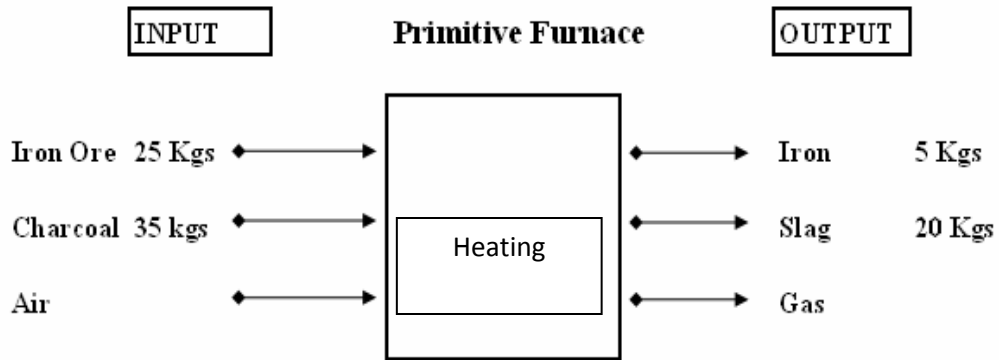 INPUT Primitive Furnace OUTPUT
Iron Ore 25 Kgs Iron 5 Kgs
Charcoal 35 kgs Slag 20 Kgs
Heating
Air Gas